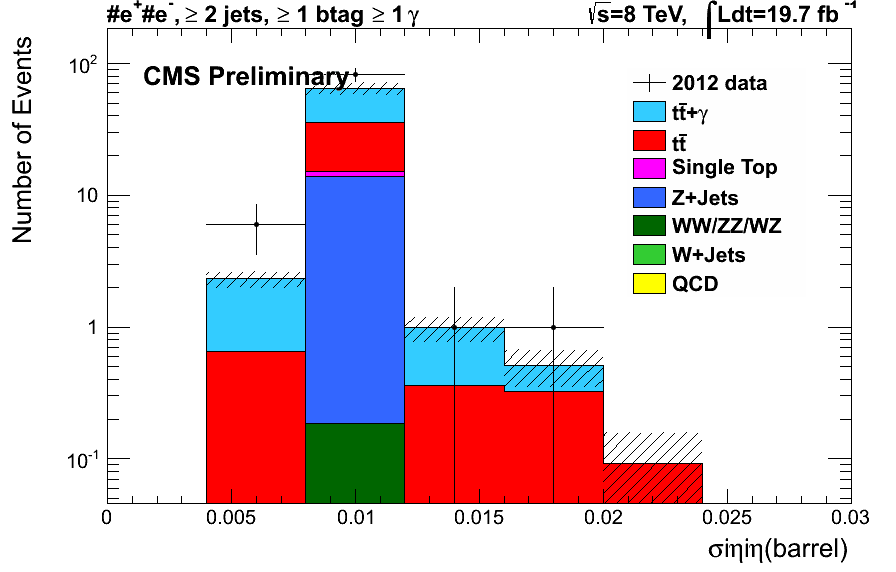 #e⁺#e⁻, ≥ 2 jets, ≥ 1 btag ≥ 1 γ
√s=8 TeV, ∫Ldt=19.7 fb⁻¹
CMS Preliminary
Number of Events
10²
10
1
10⁻¹
2012 data
tt̄+γ
tt̄
Single Top
Z+Jets
WW/ZZ/WZ
W+Jets
QCD
0 0.005 0.01 0.015 0.02 0.025 0.03
σiηiη(barrel)